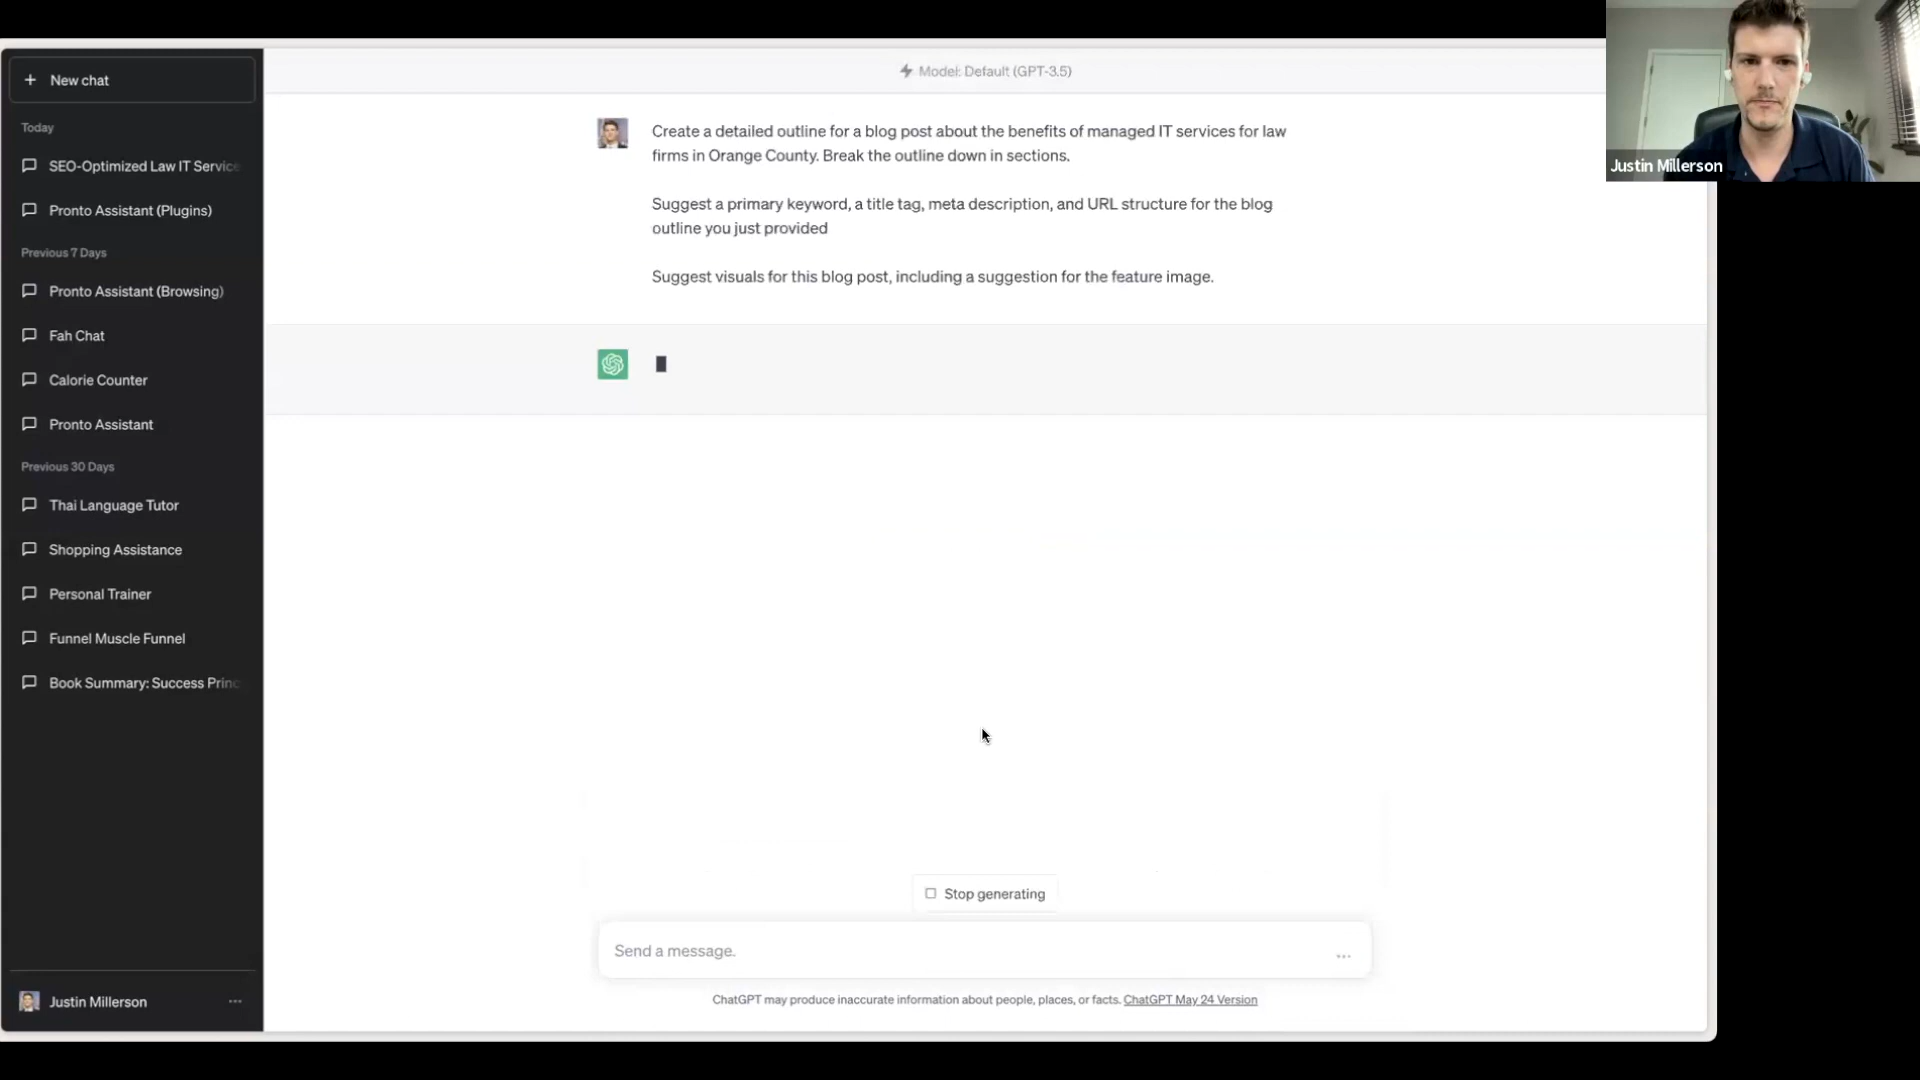 New chat
Today
SEO-Optimized Law IT Service
Pronto Assistant (Plugins)
Previous 7 Days
Pronto Assistant (Browsing)
Fah Chat
Calorie Counter
Pronto Assistant
Previous 30 Days
Thai Language Tutor
Shopping Assistance
Personal Trainer
Funnel Muscle Funnel
Book Summary: Success Princ
Justin Millerson
Model: Default (GPT-3.5)
Create a detailed outline for a blog post about the benefits of managed IT services for law
firms in Orange County. Break the outline down in sections.
Suggest a primary keyword, a title tag, meta description, and URL structure for the blog
outline you just provided
Suggest visuals for this blog post, including a suggestion for the feature image.
Stop generating
Send a message.
ChatGPT may produce inaccurate information about people, places, or facts. ChatGPT May 24 Version
Justin Millerson